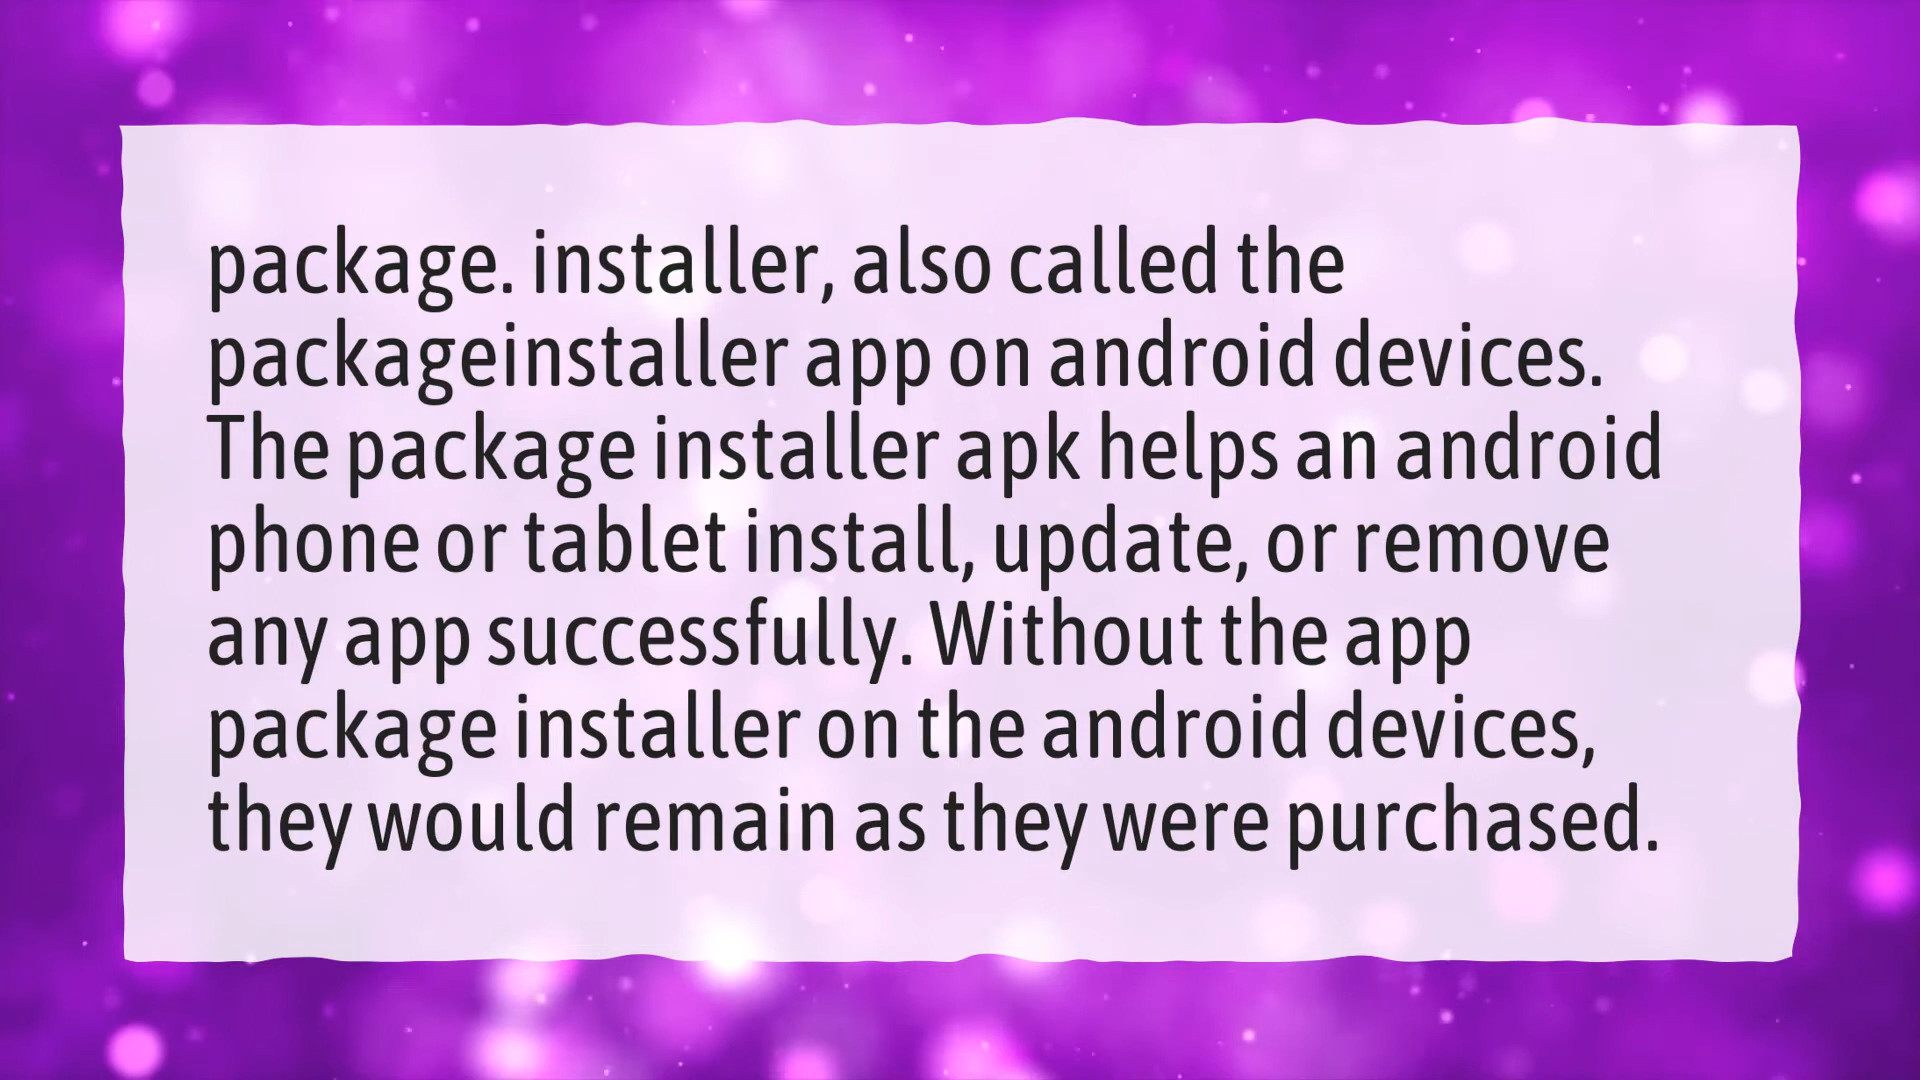 package. installer, also called the
packageinstaller app on android devices.
The package installer apk helps an android
phone or tablet install, update, or remove
any app successfully. Without the app
package installer on the android devices,
they would remain as they were purchased.